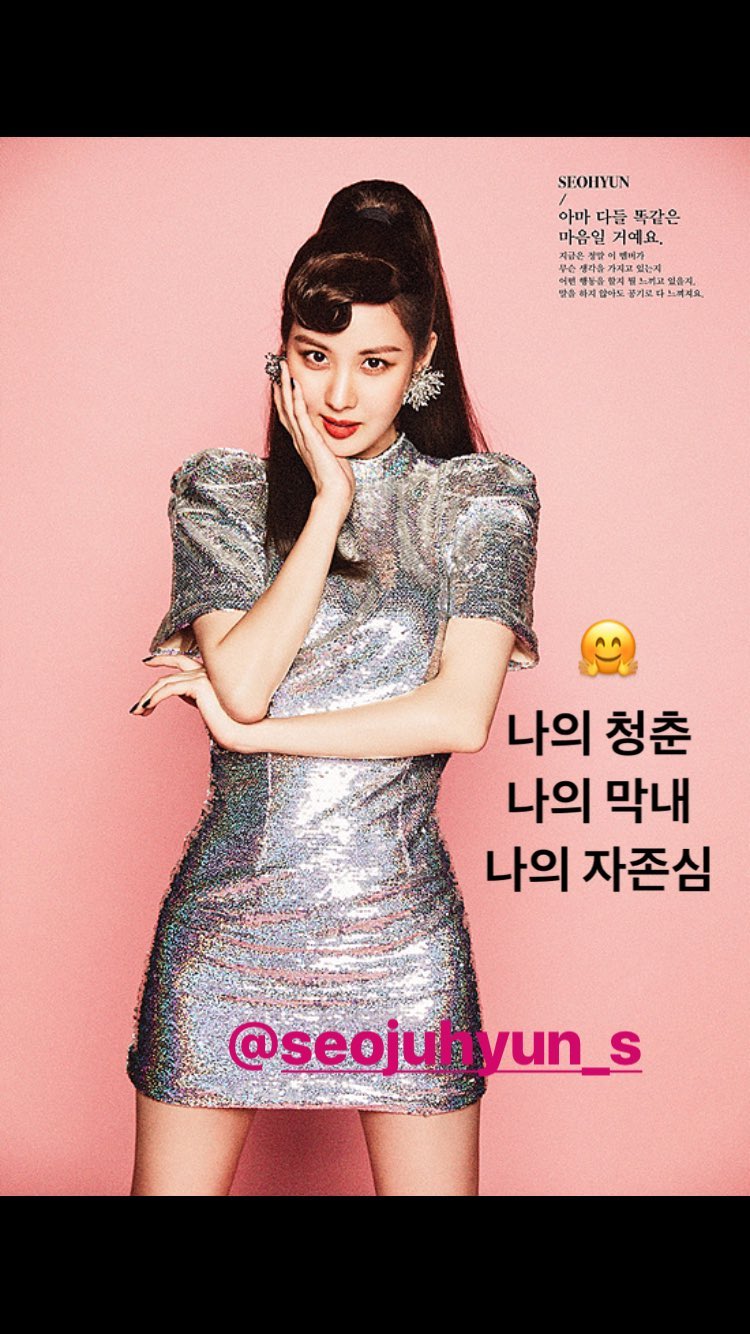 SEOHYUN
/
아마 다들 똑같은
마음일 거예요.
지금은 정말 이 멤버가
무슨 생각을 가지고 있는지
어떤 행동을 할지 뭘 느끼고 있을지.
말을 하지 않아도 공기로 다 느껴져요.
🤗
나의 청춘
나의 막내
나의 자존심
@seojuhyun_s